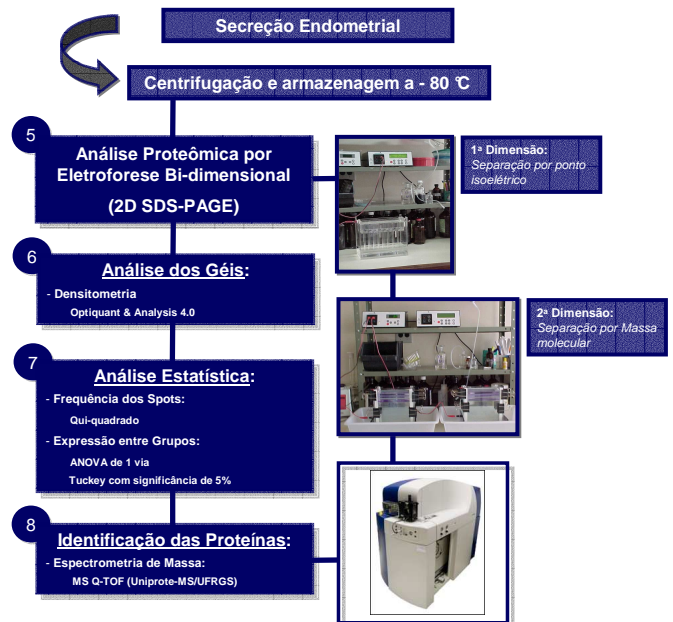 Secreção Endometrial
Centrifugação e armazenagem a - 80 °C
5
Análise Proteômica por
Eletroforese Bi-dimensional
(2D SDS-PAGE)
1ª Dimensão:
Separação por ponto
isoelétrico
6
Análise dos Géis:
- Densitometria
Optiquant & Analysis 4.0
2ª Dimensão:
Separação por Massa
molecular
7
Análise Estatística:
- Frequência dos Spots:
Qui-quadrado
- Expressão entre Grupos:
ANOVA de 1 via
Tuckey com significância de 5%
8
Identificação das Proteínas:
- Espectrometria de Massa:
MS Q-TOF (Uniprote-MS/UFRGS)